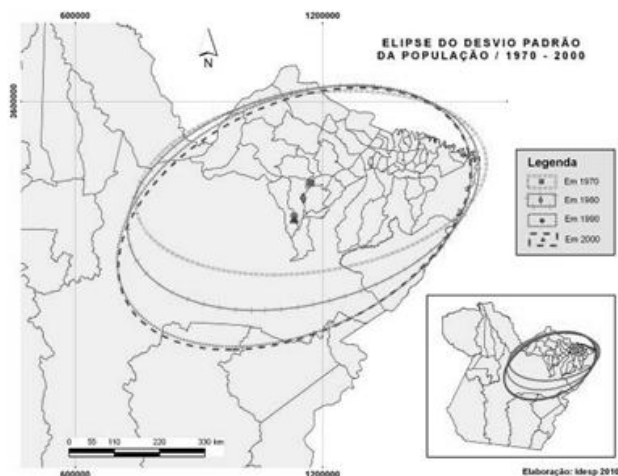 600000
1200000
ELIPSE DO DESVIO PADRÃO
DA POPULAÇÃO / 1970 - 2000
N
Legenda
Em 1970
Em 1980
Em 1990
Em 2000
0 55 110 220 330 km
600000
1200000
Elaboração: Idesp 2010